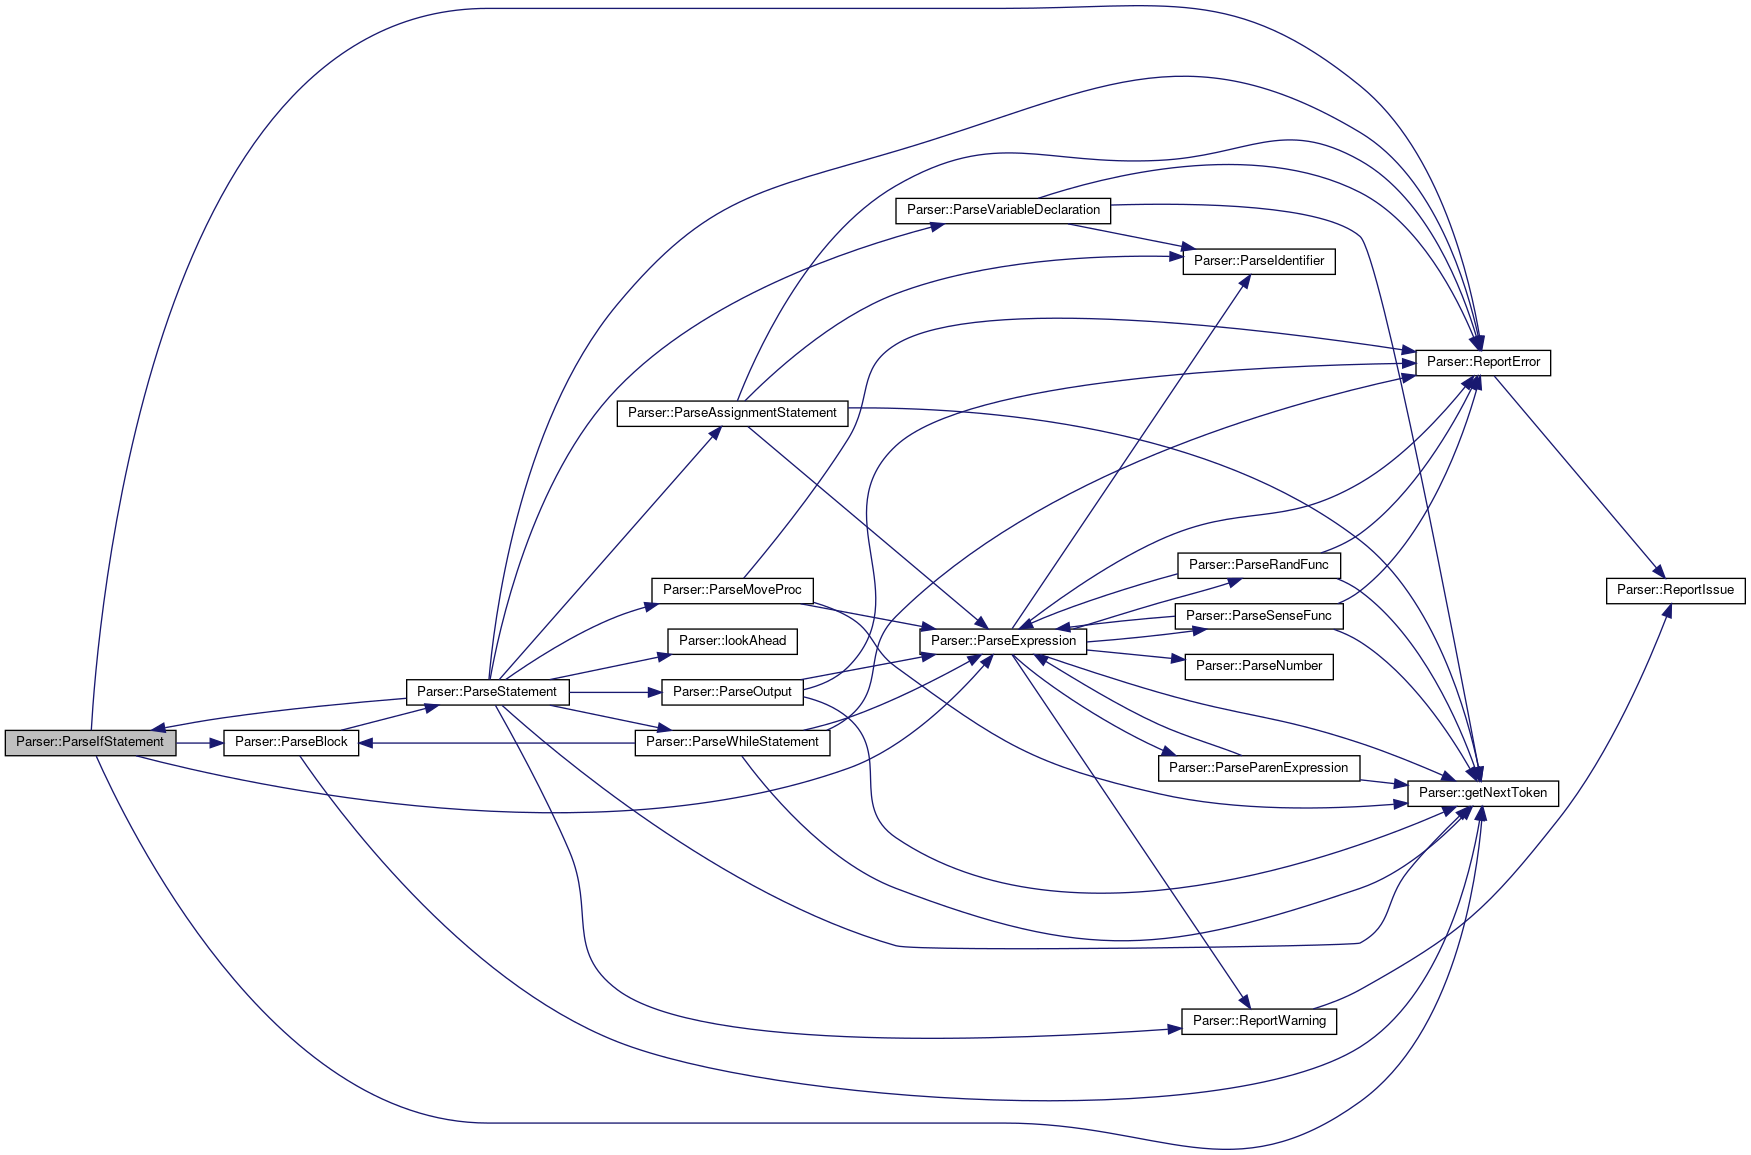 Parser::ParseVariableDeclaration
Parser::ParseIdentifier
Parser::ReportError
Parser::ParseAssignmentStatement
Parser::ParseRandFunc
Parser::ParseMoveProc
Parser::ReportIssue
Parser::ParseSenseFunc
Parser::lookAhead
Parser::ParseExpression
Parser::ParseNumber
Parser::ParseStatement
Parser::ParseOutput
Parser::ParseIfStatement
Parser::ParseBlock
Parser::ParseWhileStatement
Parser::ParseParenExpression
Parser::getNextToken
Parser::ReportWarning